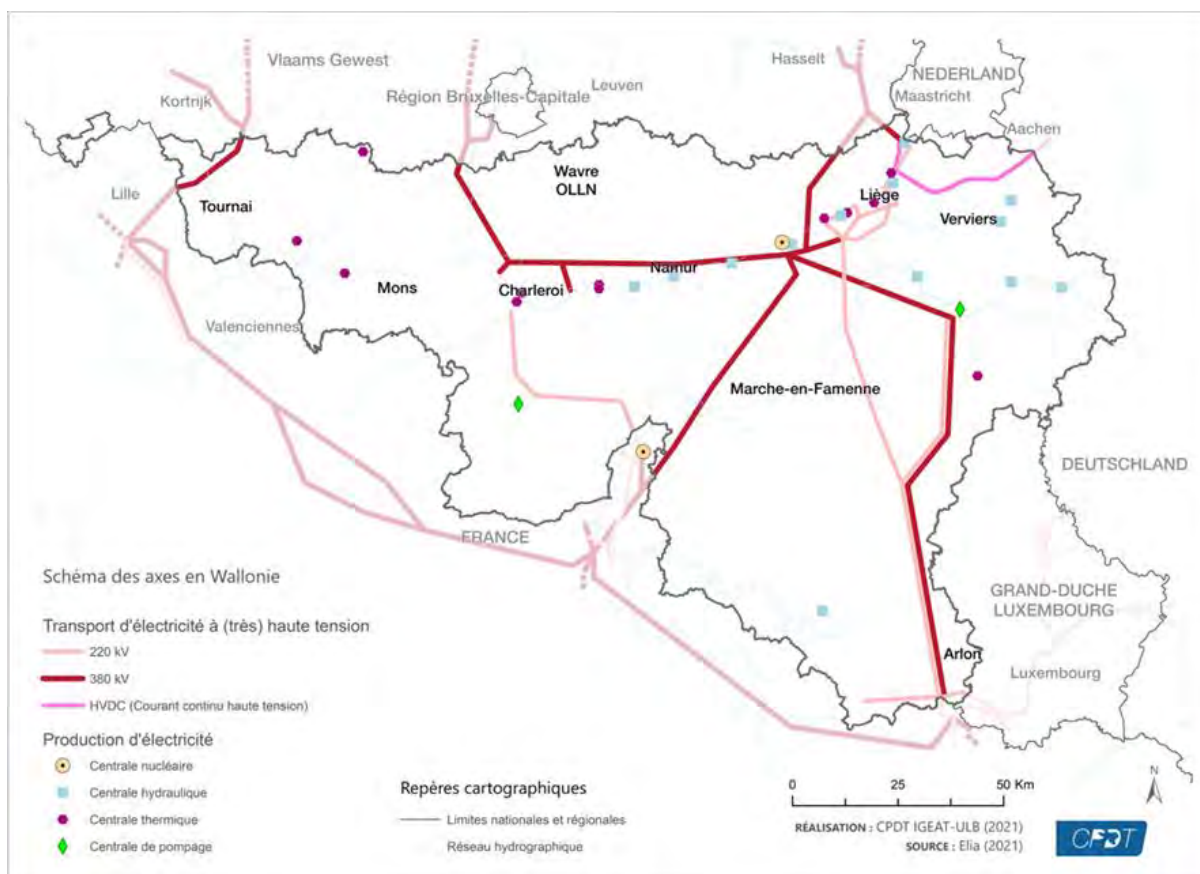 Vlaams Gewest
Hasselt
NEDERLAND
Leuven
Kortrijk
Région Bruxelles-Capitale
Maastricht
Aachen
Wavre
OLLN
Lille
Liège
Tournai
Verviers
Namur
Mons
Charleroi
Valenciennes
Marche-en-Famenne
DEUTSCHLAND
FRANCE
GRAND-DUCHE
LUXEMBOURG
Arlon
Luxembourg
Schéma des axes en Wallonie
Transport d'électricité à (très) haute tension
220 kV
380 kV
HVDC (Courant continu haute tension)
Production d'électricité
Centrale nucléaire
Centrale hydraulique
Centrale thermique
Centrale de pompage
Repères cartographiques
Limites nationales et régionales
Réseau hydrographique
0 25 50 Km
N
RÉALISATION : CPDT IGEAT-ULB (2021)
SOURCE : Elia (2021)
CPDT